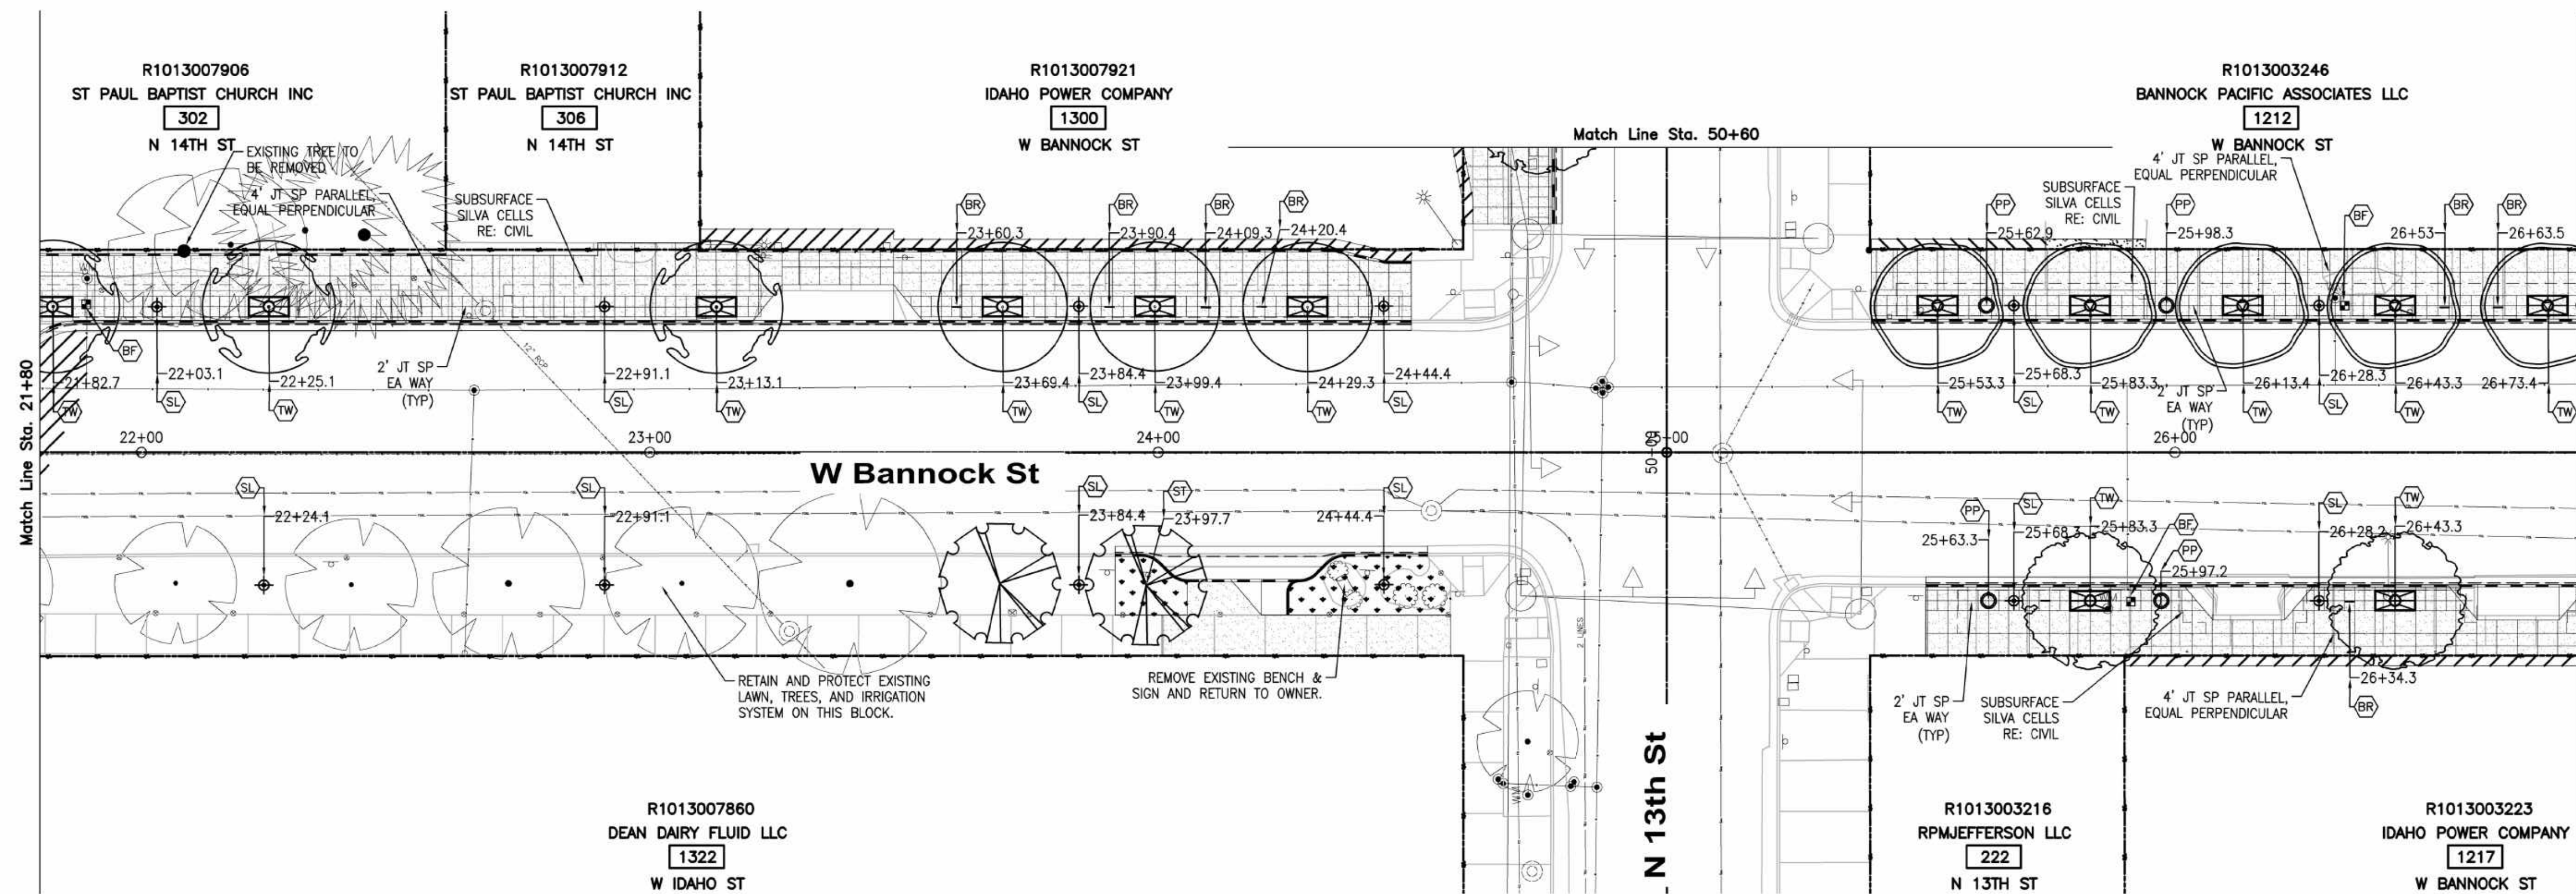 R1013007906
ST PAUL BAPTIST CHURCH INC
302
N 14TH ST
R1013007912
ST PAUL BAPTIST CHURCH INC
306
N 14TH ST
R1013007921
IDAHO POWER COMPANY
1300
W BANNOCK ST
Match Line Sta. 50+60
R1013003246
BANNOCK PACIFIC ASSOCIATES LLC
1212
W BANNOCK ST
EXISTING TREE TO
BE REMOVED
4' JT SP PARALLEL,
EQUAL PERPENDICULAR
SUBSURFACE
SILVA CELLS
RE: CIVIL
BR
BR
BR
BR
23+60.3
23+90.4
24+09.3
24+20.4
4' JT SP PARALLEL,
EQUAL PERPENDICULAR
SUBSURFACE
SILVA CELLS
RE: CIVIL
PP
PP
BF
BR
BR
25+62.9
25+98.3
26+53
26+63.5
BF
21+82.7
22+03.1
22+25.1
2' JT SP
EA WAY
(TYP)
22+91.1
23+13.1
23+69.4
23+84.4
23+99.4
24+29.3
24+44.4
25+53.3
25+68.3
25+83.3
2' JT SP
EA WAY
(TYP)
26+13.4
26+28.3
26+43.3
26+73.4
TW
SL
TW
SL
TW
TW
SL
TW
TW
SL
TW
SL
TW
TW
SL
TW
TW
12" RCP
Match Line Sta. 21+80
22+00
23+00
24+00
25+00
50+00
26+00
W Bannock St
SL
SL
SL
ST
SL
22+24.1
22+91.1
23+84.4
23+97.7
24+44.4
PP
SL
TW
BF
PP
SL
TW
25+63.3
25+68.3
25+83.3
25+97.2
26+28.2
26+43.3
WM
2 LINES
WM
RETAIN AND PROTECT EXISTING
LAWN, TREES, AND IRRIGATION
SYSTEM ON THIS BLOCK.
REMOVE EXISTING BENCH &
SIGN AND RETURN TO OWNER.
2' JT SP
EA WAY
(TYP)
SUBSURFACE
SILVA CELLS
RE: CIVIL
4' JT SP PARALLEL,
EQUAL PERPENDICULAR
26+34.3
BR
N 13th St
R1013007860
DEAN DAIRY FLUID LLC
1322
W IDAHO ST
R1013003216
RPMJEFFERSON LLC
222
N 13TH ST
R1013003223
IDAHO POWER COMPANY
1217
W BANNOCK ST